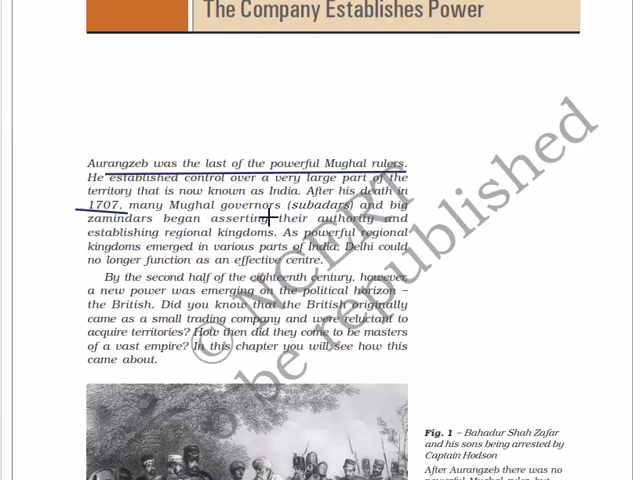 The Company Establishes Power
Aurangzeb was the last of the powerful Mughal rulers.
He established control over a very large part of the
territory that is now known as India. After his death in
1707, many Mughal governors (subadars) and big
zamindars began asserting their authority and
establishing regional kingdoms. As powerful regional
kingdoms emerged in various parts of India, Delhi could
no longer function as an effective centre.
By the second half of the eighteenth century, however,
a new power was emerging on the political horizon –
the British. Did you know that the British originally
came as a small trading company and were reluctant to
acquire territories? How then did they come to be masters
of a vast empire? In this chapter you will see how this
came about.
© NCERT
be republished
Fig. 1 – Bahadur Shah Zafar
and his sons being arrested by
Captain Hodson
After Aurangzeb there was no
powerful Mughal ruler, but